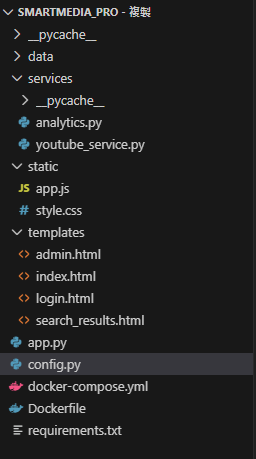 SMARTMEDIA_PRO - 複製
__pycache__
data
services
__pycache__
analytics.py
youtube_service.py
static
JS app.js
# style.css
templates
<> admin.html
<> index.html
<> login.html
<> search_results.html
app.py
config.py
docker-compose.yml
Dockerfile
requirements.txt